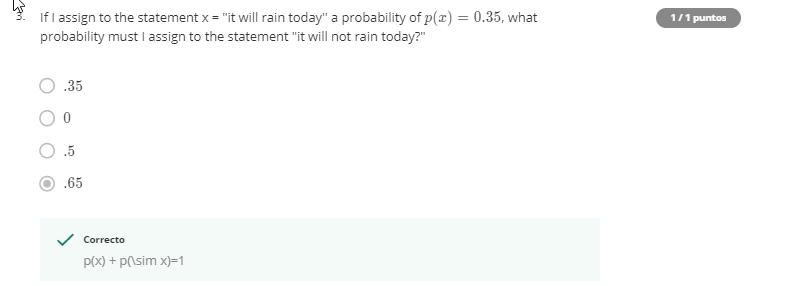 3. If I assign to the statement x = "it will rain today" a probability of p(x) = 0.35, what
probability must I assign to the statement "it will not rain today?"
1 / 1 puntos
.35
0
.5
.65
Correcto
p(x) + p(\sim x)=1